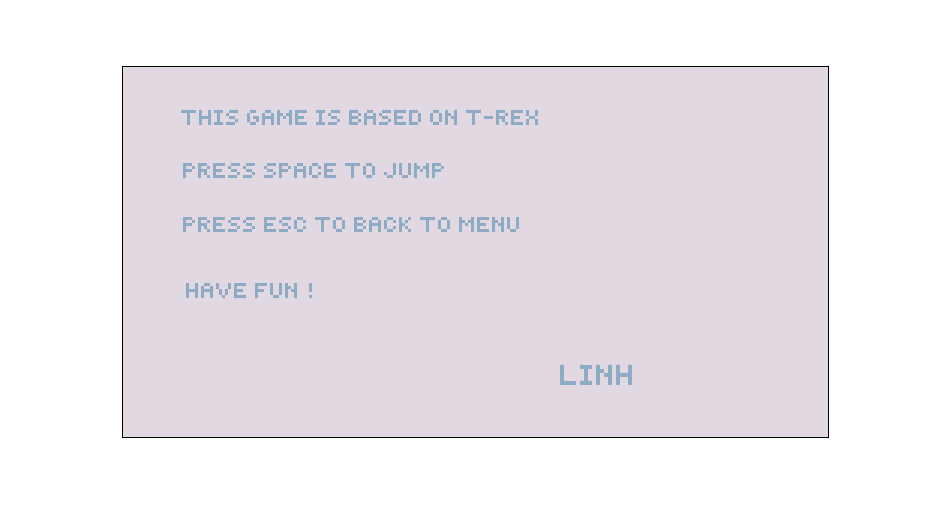 THIS GAME IS BASED ON T-REX
PRESS SPACE TO JUMP
PRESS ESC TO BACK TO MENU
HAVE FUN !
LINH